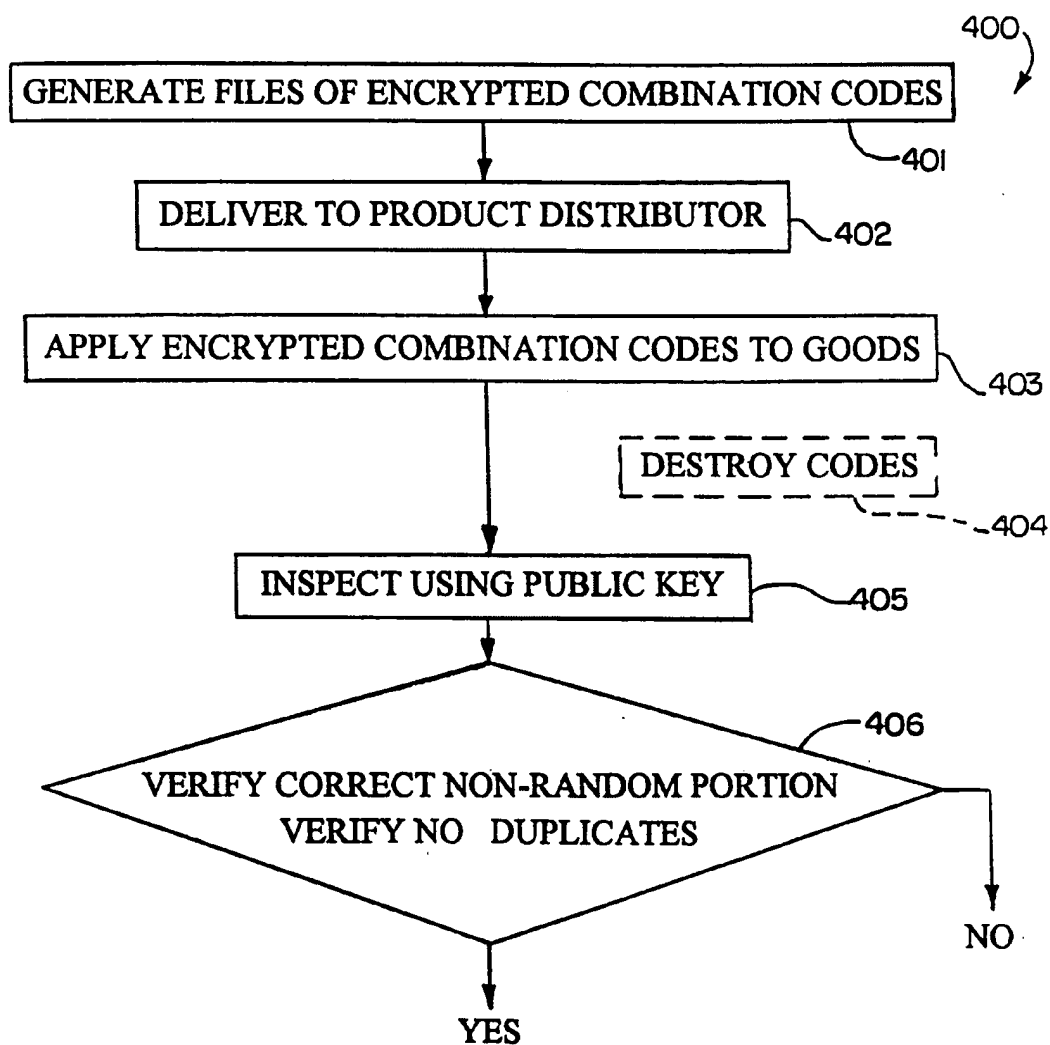 400
GENERATE FILES OF ENCRYPTED COMBINATION CODES
401
DELIVER TO PRODUCT DISTRIBUTOR
402
APPLY ENCRYPTED COMBINATION CODES TO GOODS
403
DESTROY CODES
404
INSPECT USING PUBLIC KEY
405
406
VERIFY CORRECT NON-RANDOM PORTION
VERIFY NO DUPLICATES
NO
YES